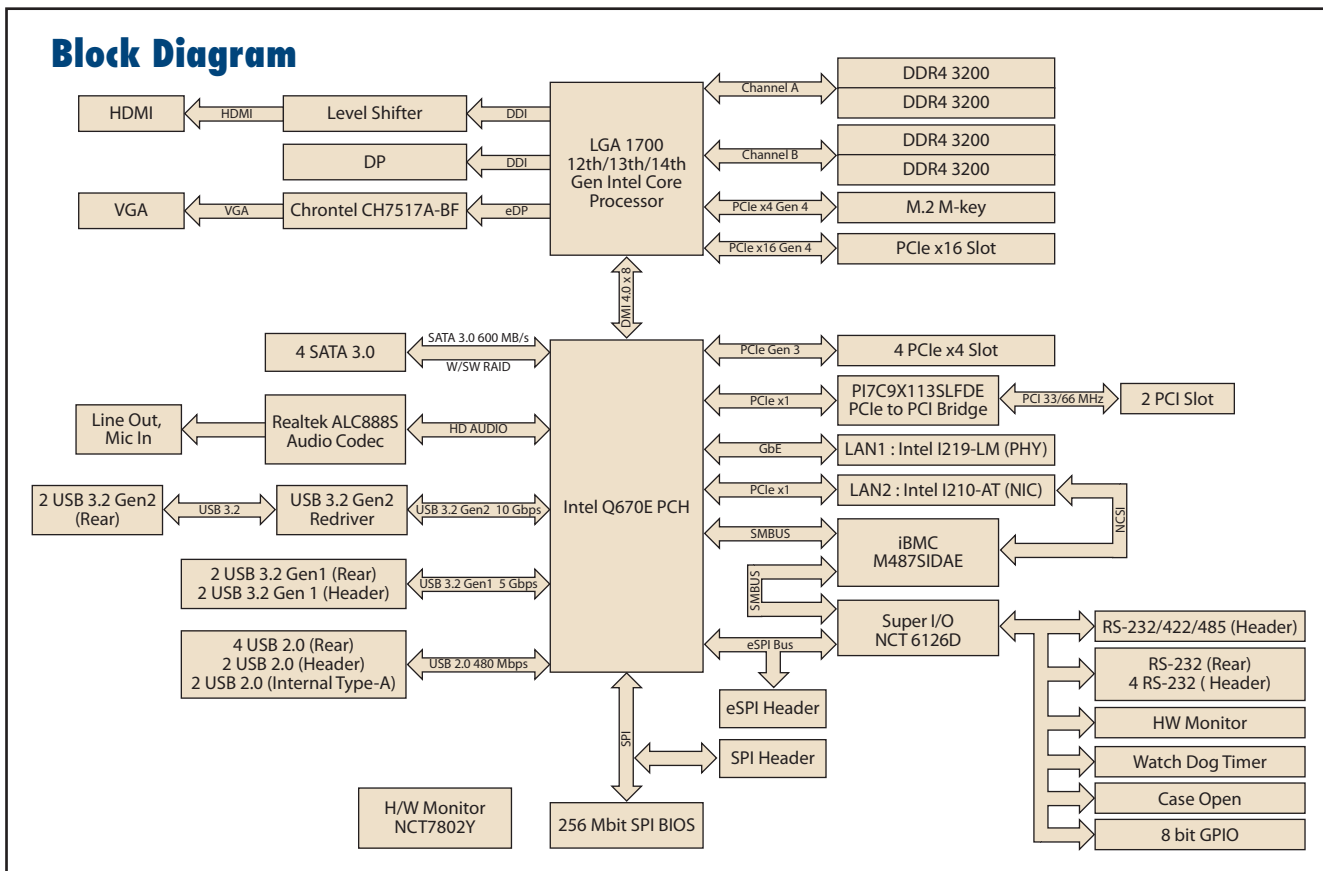 Block Diagram
HDMI
HDMI
Level Shifter
DDI
DP
DDI
VGA
VGA
Chrontel CH7517A-BF
eDP
LGA 1700
12th/13th/14th
Gen Intel Core
Processor
Channel A
DDR4 3200
DDR4 3200
Channel B
DDR4 3200
DDR4 3200
PCIe x4 Gen 4
M.2 M-key
PCIe x16 Gen 4
PCIe x16 Slot
DMI 4.0 x 8
4 SATA 3.0
SATA 3.0 600 MB/s
W/SW RAID
Line Out,
Mic In
Realtek ALC888S
Audio Codec
HD AUDIO
2 USB 3.2 Gen2
(Rear)
USB 3.2
USB 3.2 Gen2
Redriver
USB 3.2 Gen2 10 Gbps
2 USB 3.2 Gen1 (Rear)
2 USB 3.2 Gen 1 (Header)
USB 3.2 Gen1 5 Gbps
4 USB 2.0 (Rear)
2 USB 2.0 (Header)
2 USB 2.0 (Internal Type-A)
USB 2.0 480 Mbps
Intel Q670E PCH
PCIe Gen 3
4 PCIe x4 Slot
PCIe x1
PI7C9X113SLFDE
PCIe to PCI Bridge
PCI 33/66 MHz
2 PCI Slot
GbE
LAN1 : Intel I219-LM (PHY)
PCIe x1
LAN2 : Intel I210-AT (NIC)
NCSI
SMBUS
iBMC
M487SIDAE
SMBUS
Super I/O
NCT 6126D
eSPI Bus
eSPI Header
SPI
SPI Header
H/W Monitor
NCT7802Y
256 Mbit SPI BIOS
RS-232/422/485 (Header)
RS-232 (Rear)
4 RS-232 ( Header)
HW Monitor
Watch Dog Timer
Case Open
8 bit GPIO